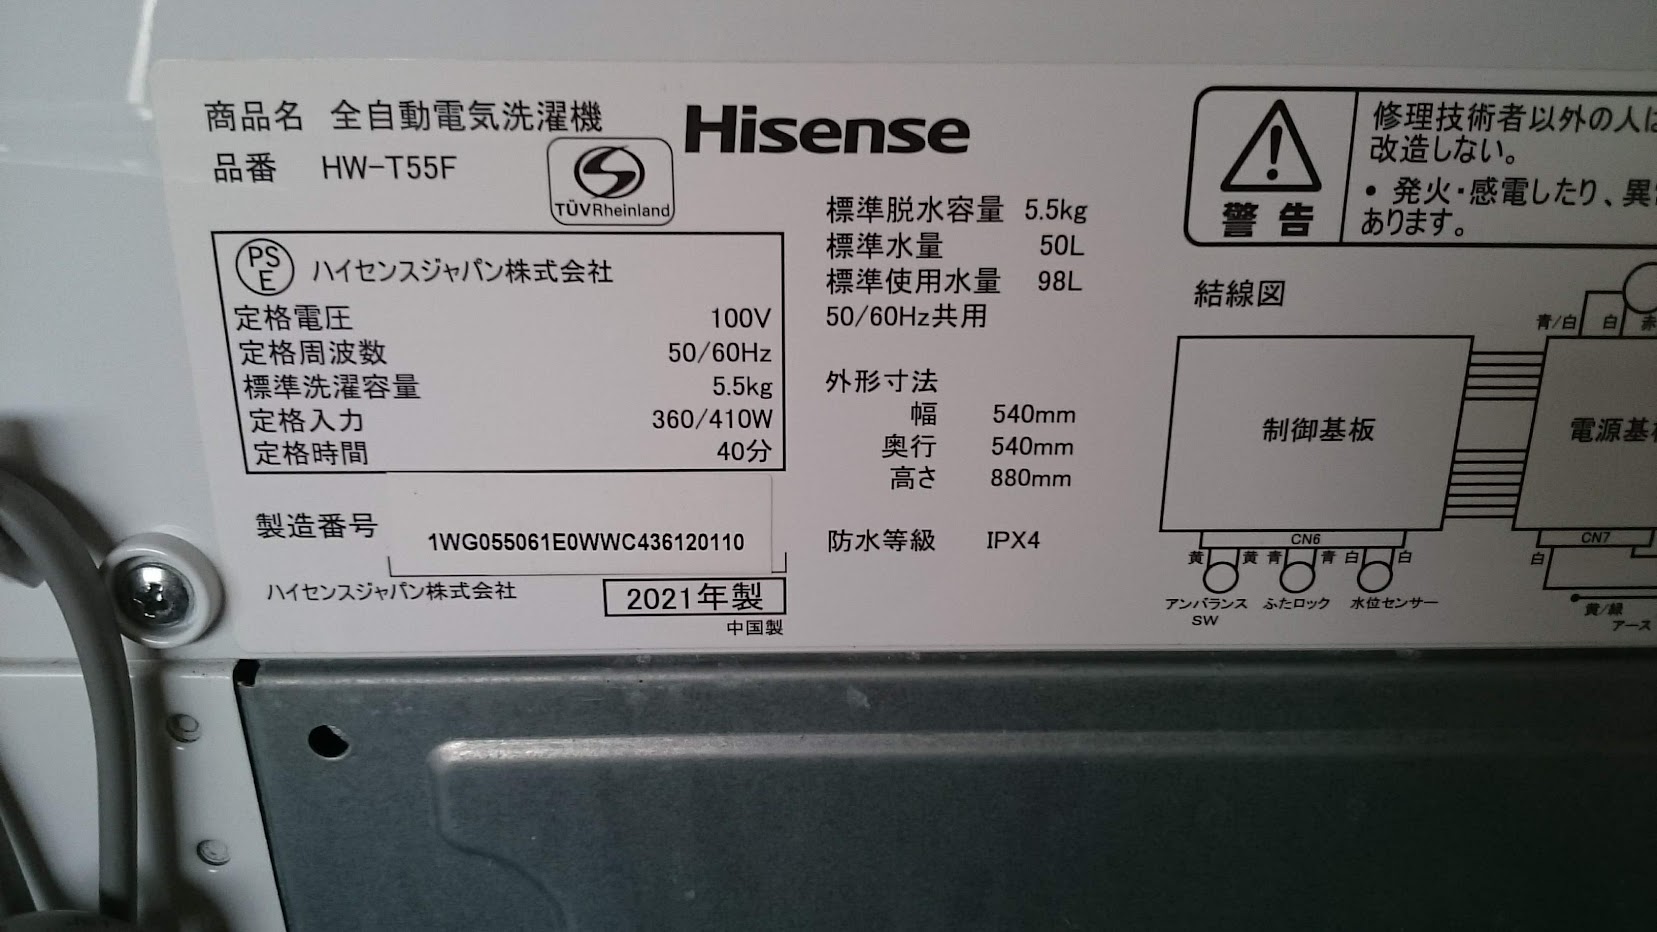 商品名 全自動電気洗濯機
品番 HW-T55F
TÜVRheinland
Hisense
PS
E
ハイセンスジャパン株式会社
定格電圧 100V
定格周波数 50/60Hz
標準洗濯容量 5.5kg
定格入力 360/410W
定格時間 40分
製造番号 1WG055061E0WWC436120110
ハイセンスジャパン株式会社 2021年製
中国製
標準脱水容量 5.5kg
標準水量 50L
標準使用水量 98L
50/60Hz共用
外形寸法
幅 540mm
奥行 540mm
高さ 880mm
防水等級 IPX4
警告
修理技術者以外の人は
改造しない。
・発火・感電したり、異
あります。
結線図
青/白 白 赤
制御基板 電源基板
CN6 CN7
黄 黄 青 青 白 白 白
アンバランス ふたロック 水位センサー
SW
黄/緑
アース